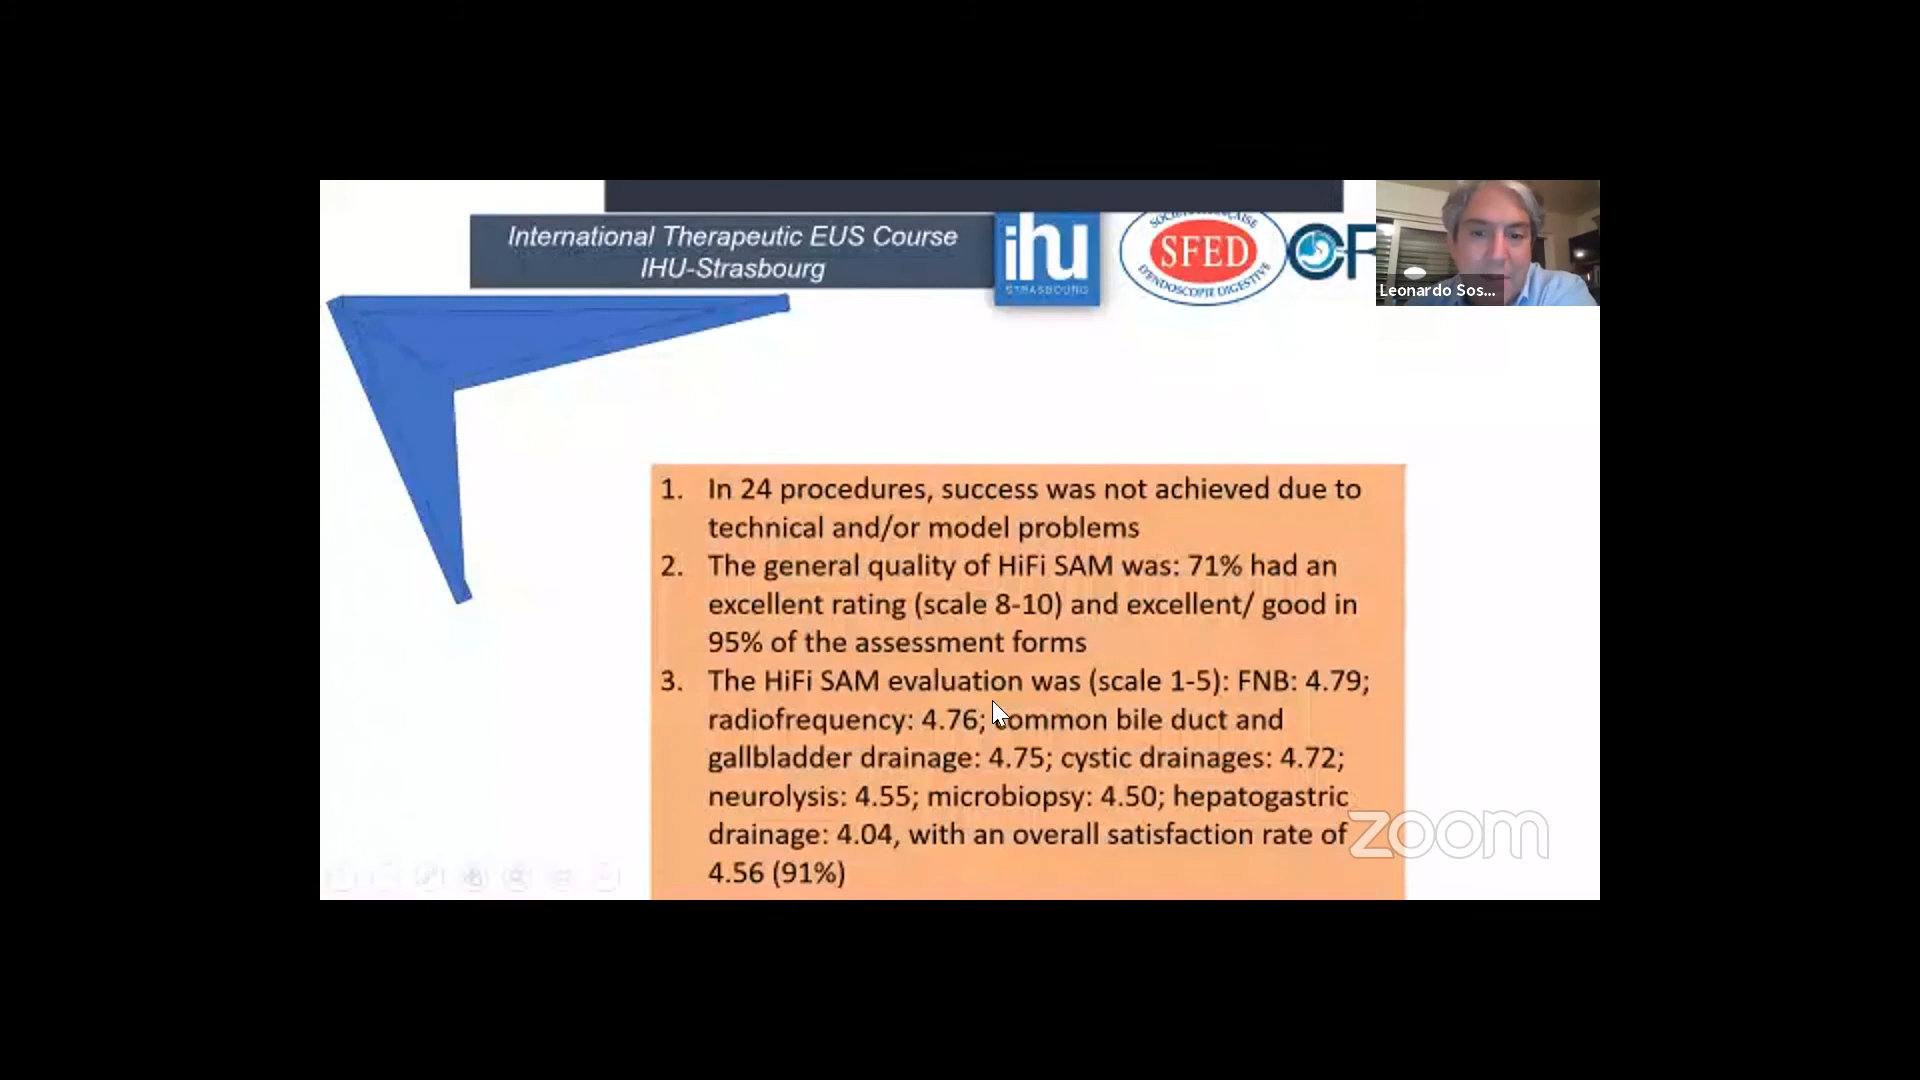 International Therapeutic EUS Course
IHU-Strasbourg
ihu
STRASBOURG
SOCIÉTÉ FRANÇAISE
SFED
D'ENDOSCOPIE DIGESTIVE
Leonardo Sos...
1. In 24 procedures, success was not achieved due to
technical and/or model problems
2. The general quality of HiFi SAM was: 71% had an
excellent rating (scale 8-10) and excellent/ good in
95% of the assessment forms
3. The HiFi SAM evaluation was (scale 1-5): FNB: 4.79;
radiofrequency: 4.76; common bile duct and
gallbladder drainage: 4.75; cystic drainages: 4.72;
neurolysis: 4.55; microbiopsy: 4.50; hepatogastric
drainage: 4.04, with an overall satisfaction rate of
4.56 (91%)
zoom